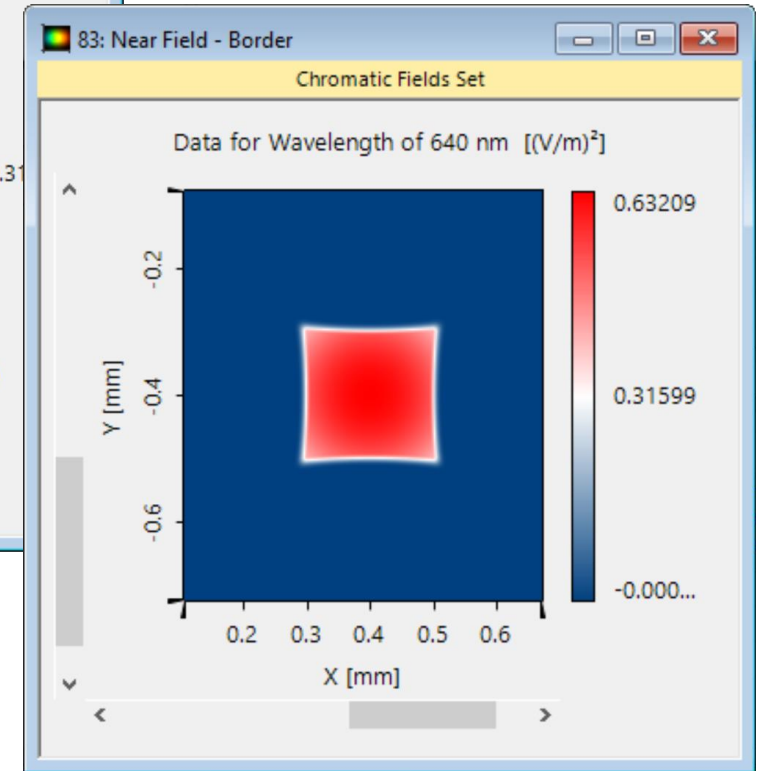 83: Near Field - Border
Chromatic Fields Set
Data for Wavelength of 640 nm [(V/m)²]
.31
0.63209
0.31599
-0.000...
Y [mm]
-0.2
-0.4
-0.6
0.2 0.3 0.4 0.5 0.6
X [mm]